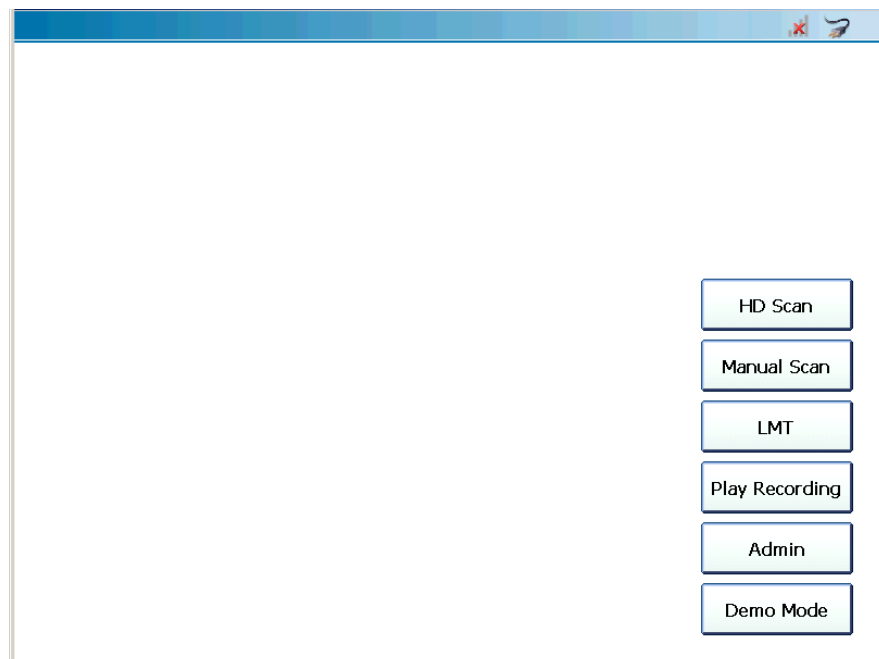 HD Scan
Manual Scan
LMT
Play Recording
Admin
Demo Mode